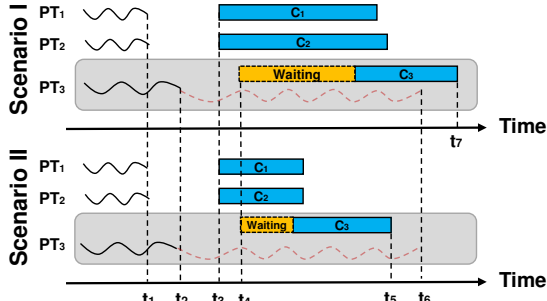 Scenario I
PT1
C1
PT2
C2
PT3
Waiting
C3
Time
t7
Scenario II
PT1
C1
PT2
C2
PT3
Waiting
C3
Time
t1 t2 t3 t4 t5 t6